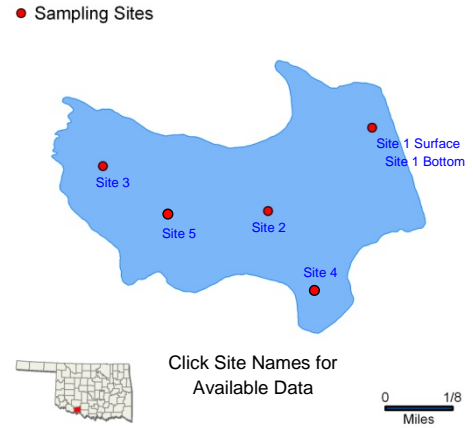 Sampling Sites
Site 1 Surface
Site 1 Bottom
Site 3
Site 5
Site 2
Site 4
Click Site Names for
Available Data
0 1/8
Miles